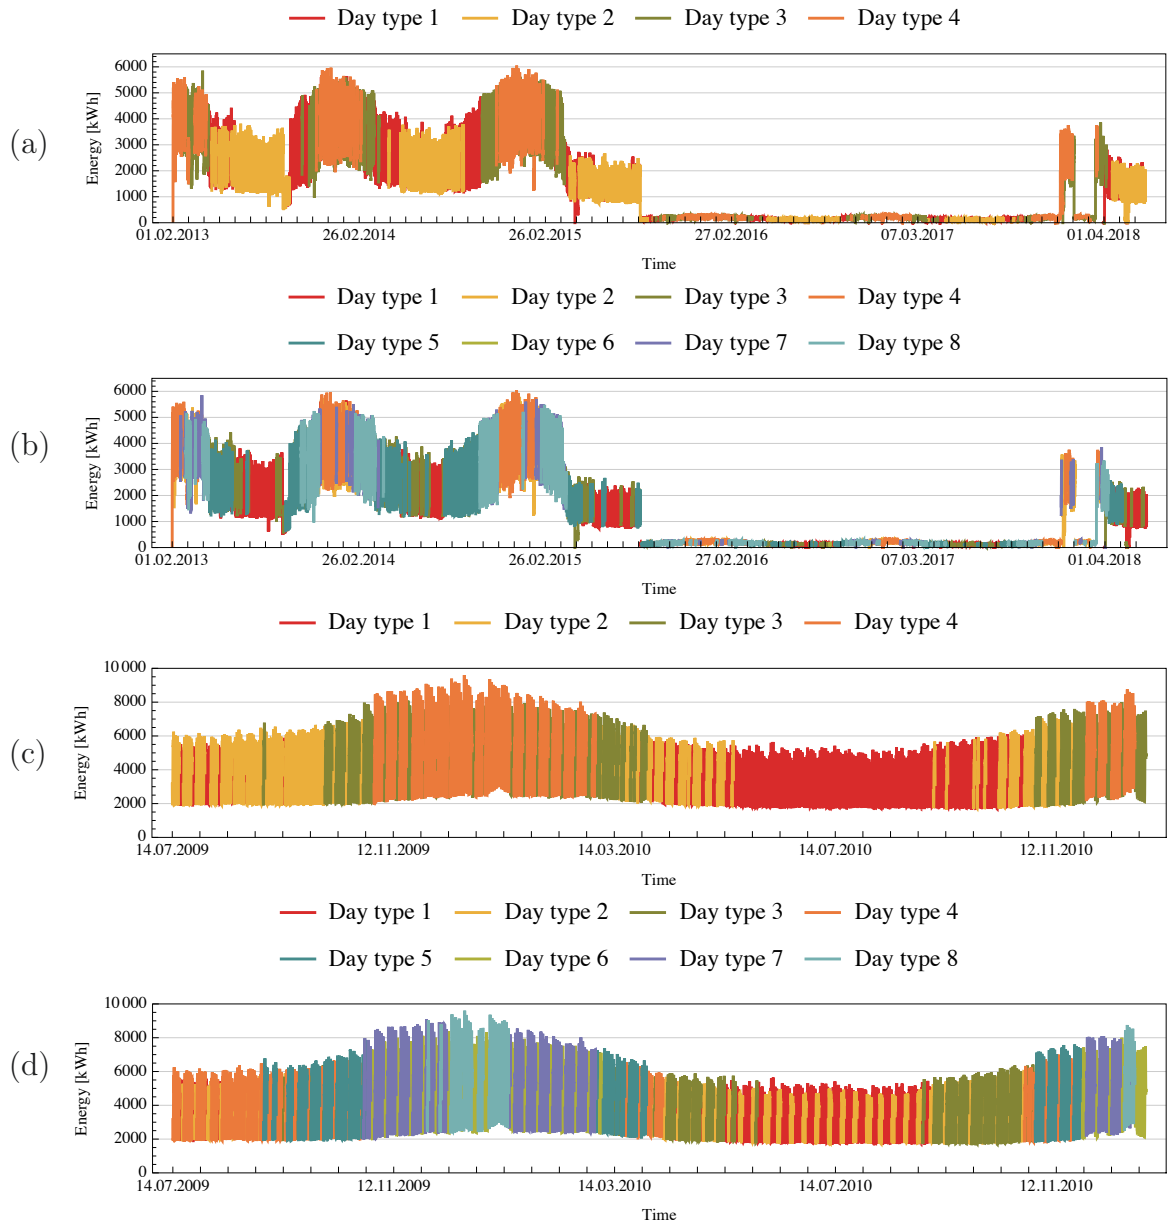 Day type 1 Day type 2 Day type 3 Day type 4
(a)
Energy [kWh]
6000
5000
4000
3000
2000
1000
0
01.02.2013 26.02.2014 26.02.2015 27.02.2016 07.03.2017 01.04.2018
Time
Day type 1 Day type 2 Day type 3 Day type 4
Day type 5 Day type 6 Day type 7 Day type 8
(b)
Energy [kWh]
6000
5000
4000
3000
2000
1000
0
01.02.2013 26.02.2014 26.02.2015 27.02.2016 07.03.2017 01.04.2018
Time
Day type 1 Day type 2 Day type 3 Day type 4
(c)
Energy [kWh]
10 000
8000
6000
4000
2000
0
14.07.2009 12.11.2009 14.03.2010 14.07.2010 12.11.2010
Time
Day type 1 Day type 2 Day type 3 Day type 4
Day type 5 Day type 6 Day type 7 Day type 8
(d)
Energy [kWh]
10 000
8000
6000
4000
2000
0
14.07.2009 12.11.2009 14.03.2010 14.07.2010 12.11.2010
Time